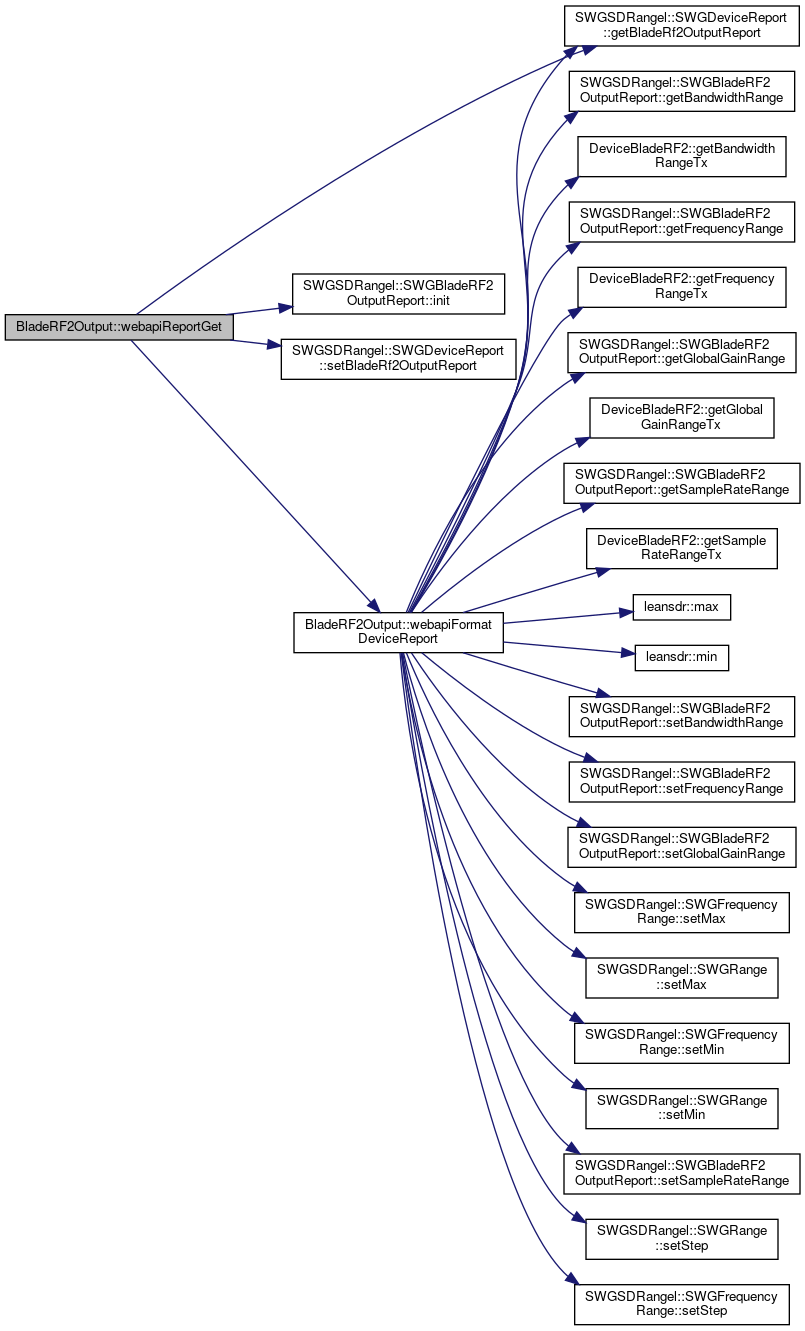 SWGSDRangel::SWGDeviceReport
::getBladeRf2OutputReport
SWGSDRangel::SWGBladeRF2
OutputReport::getBandwidthRange
DeviceBladeRF2::getBandwidth
RangeTx
SWGSDRangel::SWGBladeRF2
OutputReport::getFrequencyRange
DeviceBladeRF2::getFrequency
RangeTx
SWGSDRangel::SWGBladeRF2
OutputReport::init
BladeRF2Output::webapiReportGet
SWGSDRangel::SWGDeviceReport
::setBladeRf2OutputReport
SWGSDRangel::SWGBladeRF2
OutputReport::getGlobalGainRange
DeviceBladeRF2::getGlobal
GainRangeTx
SWGSDRangel::SWGBladeRF2
OutputReport::getSampleRateRange
DeviceBladeRF2::getSample
RateRangeTx
leansdr::max
BladeRF2Output::webapiFormat
DeviceReport
leansdr::min
SWGSDRangel::SWGBladeRF2
OutputReport::setBandwidthRange
SWGSDRangel::SWGBladeRF2
OutputReport::setFrequencyRange
SWGSDRangel::SWGBladeRF2
OutputReport::setGlobalGainRange
SWGSDRangel::SWGFrequency
Range::setMax
SWGSDRangel::SWGRange
::setMax
SWGSDRangel::SWGFrequency
Range::setMin
SWGSDRangel::SWGRange
::setMin
SWGSDRangel::SWGBladeRF2
OutputReport::setSampleRateRange
SWGSDRangel::SWGRange
::setStep
SWGSDRangel::SWGFrequency
Range::setStep